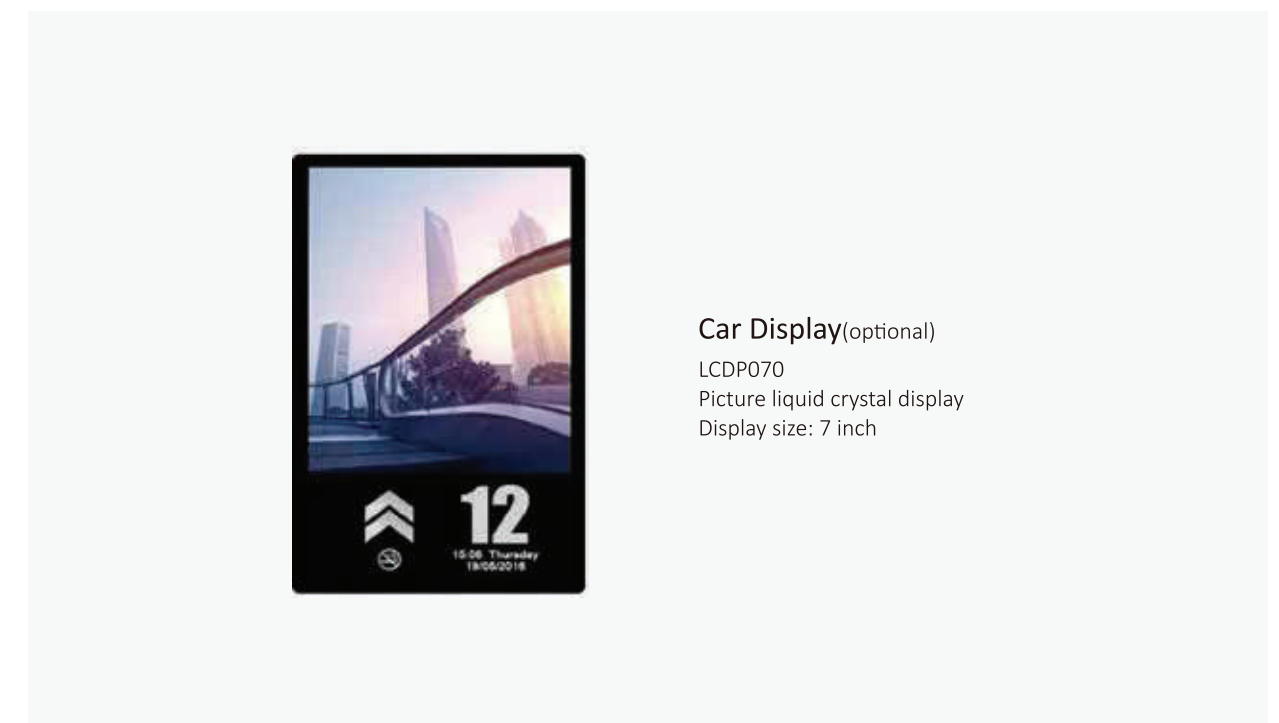 12
15:06 Thursday
19/05/2016
Car Display(optional)
LCDP070
Picture liquid crystal display
Display size: 7 inch